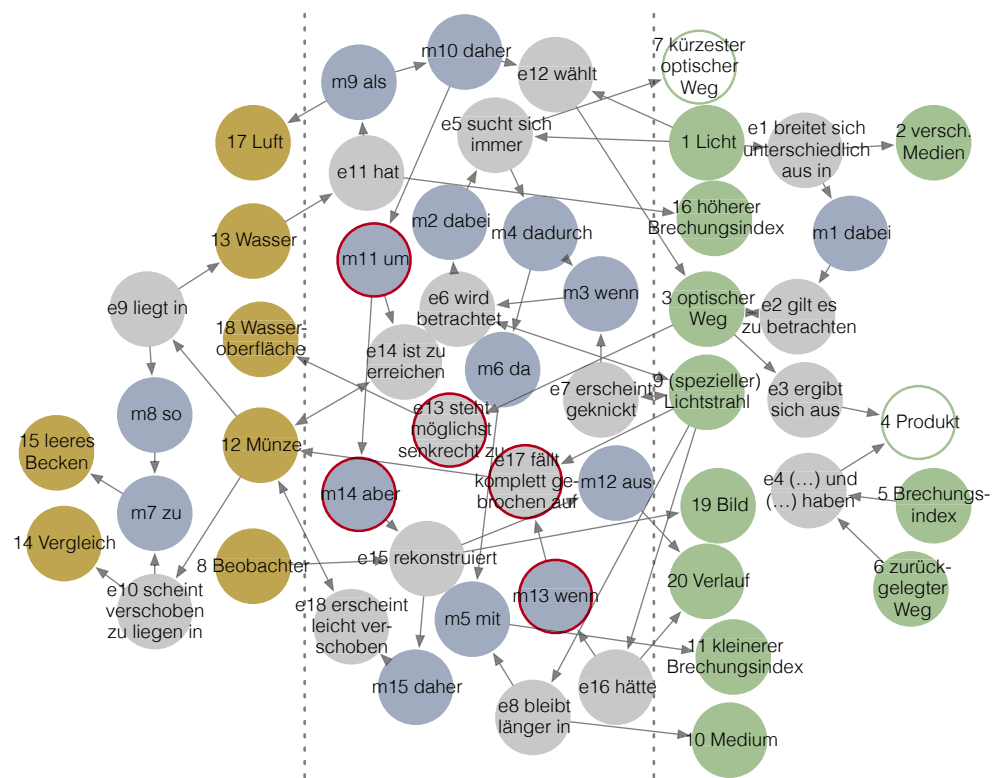 m10 daher
7 kürzester
optischer
Weg
m9 als
e12 wählt
e5 sucht sich
immer
17 Luft
1 Licht
e1 breitet sich
unterschiedlich
aus in
2 versch.
Medien
e11 hat
m2 dabei
m4 dadurch
16 höherer
Brechungsindex
m1 dabei
13 Wasser
m11 um
m3 wenn
e9 liegt in
e6 wird
betrachtet
3 optischer
Weg
e2 gilt es
zu betrachten
18 Wasser-
oberfläche
e14 ist zu
erreichen
m6 da
e7 erscheint
geknickt
9 (spezieller)
Lichtstrahl
e3 ergibt
sich aus
m8 so
e13 steht
möglichst
senkrecht zu
4 Produkt
15 leeres
Becken
12 Münze
e17 fällt
komplett ge-
brochen auf
m12 aus
m14 aber
19 Bild
e4 (…) und
(…) haben
5 Brechungs-
index
m7 zu
14 Vergleich
8 Beobachter
e15 rekonstruiert
20 Verlauf
6 zurück-
gelegter
Weg
e10 scheint
verschoben
zu liegen in
e18 erscheint
leicht ver-
schoben
m5 mit
m13 wenn
11 kleinerer
Brechungsindex
m15 daher
e16 hätte
e8 bleibt
länger in
10 Medium